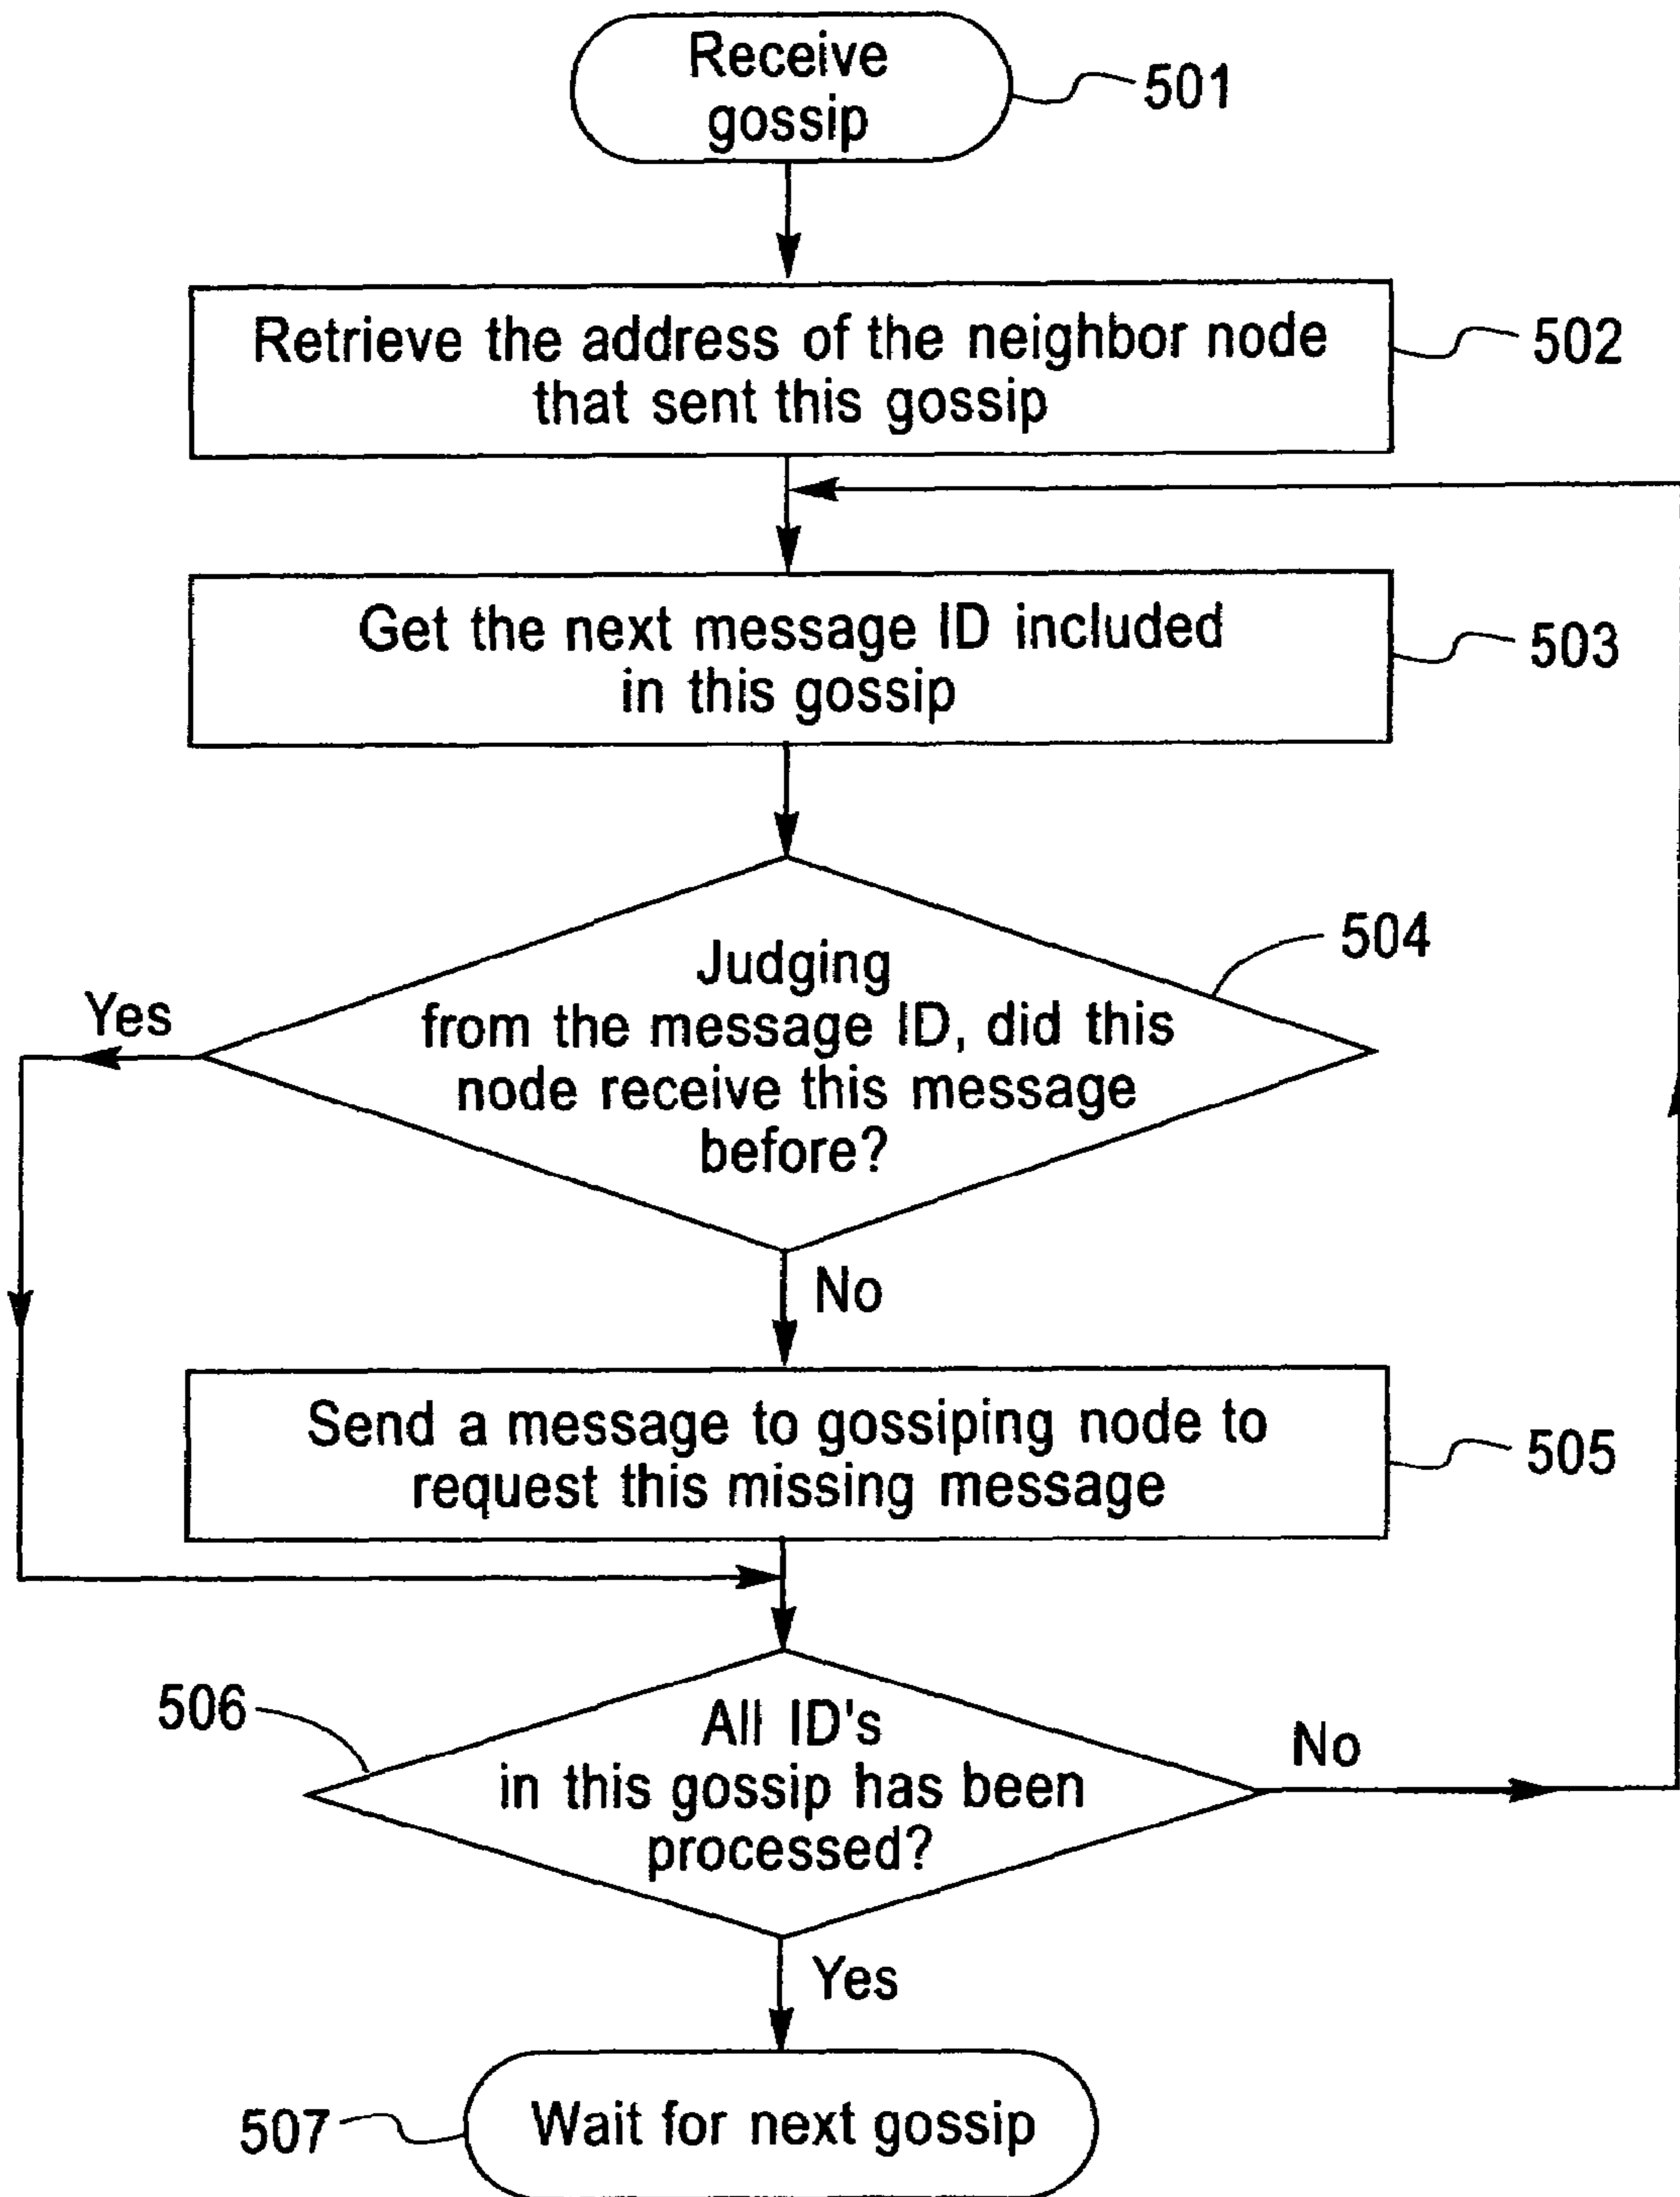 Receive
gossip
501
Retrieve the address of the neighbor node
that sent this gossip
502
Get the next message ID included
in this gossip
503
504
Judging
from the message ID, did this
node receive this message
before?
Yes
No
Send a message to gossiping node to
request this missing message
505
506
All ID's
in this gossip has been
processed?
No
Yes
507
Wait for next gossip